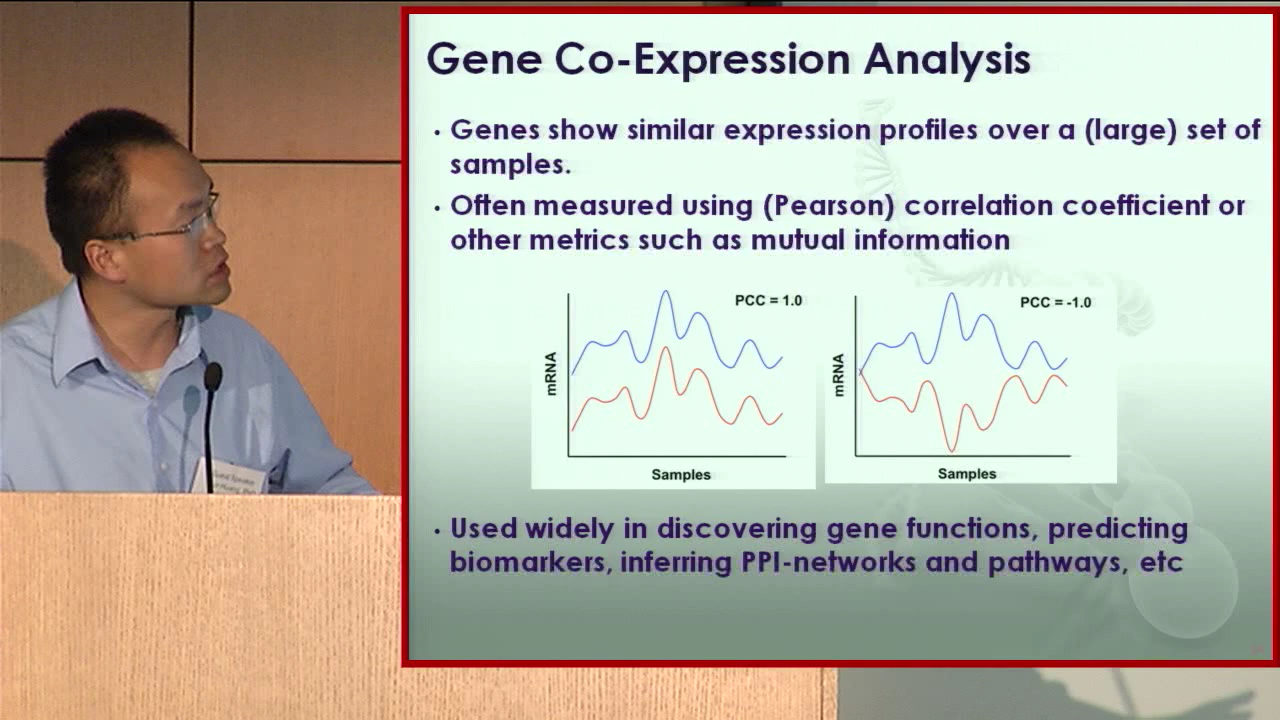 Gene Co-Expression Analysis
• Genes show similar expression profiles over a (large) set of
samples.
• Often measured using (Pearson) correlation coefficient or
other metrics such as mutual information
PCC = 1.0
mRNA
Samples
PCC = -1.0
mRNA
Samples
• Used widely in discovering gene functions, predicting
biomarkers, inferring PPI-networks and pathways, etc
Speaker